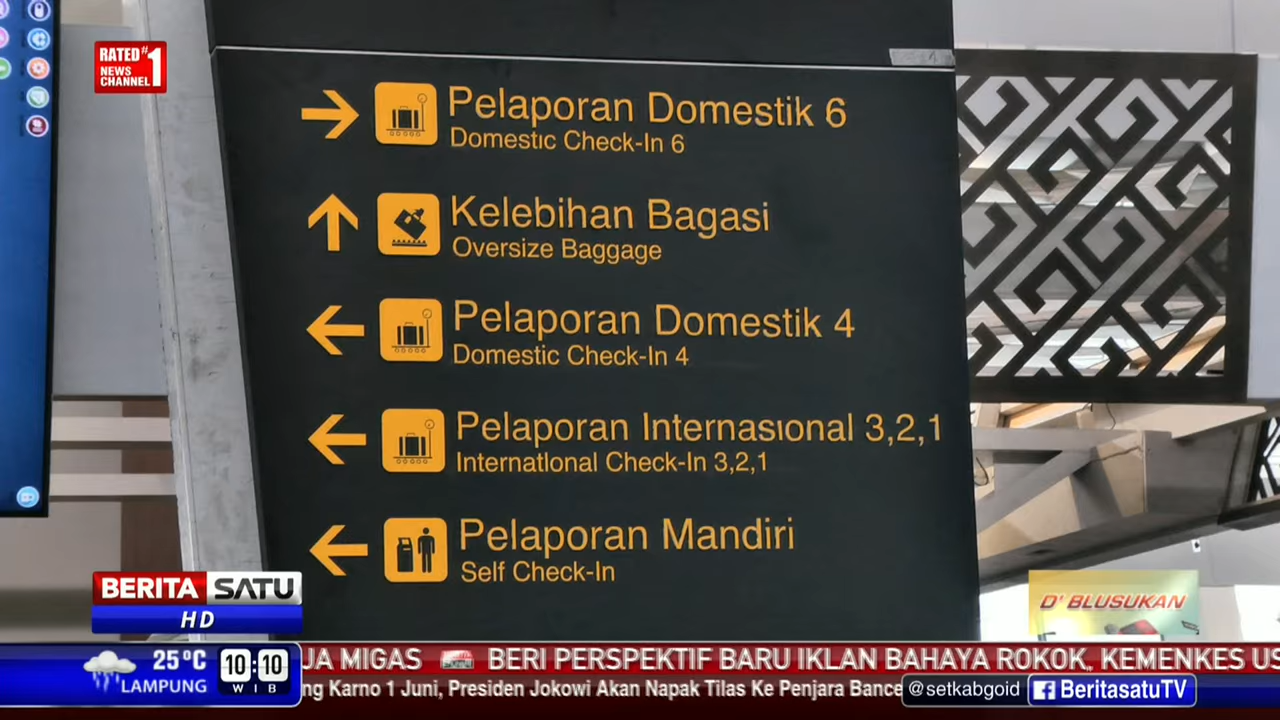 RATED #1
NEWS
CHANNEL
Pelaporan Domestik 6
Domestic Check-In 6
Kelebihan Bagasi
Oversize Baggage
Pelaporan Domestik 4
Domestic Check-In 4
Pelaporan Internasional 3,2,1
International Check-In 3,2,1
Pelaporan Mandiri
Self Check-In
BERITA SATU
HD
D' BLUSUKAN
25°C
LAMPUNG
10:10
WIB
JA MIGAS BERI PERSPEKTIF BARU IKLAN BAHAYA ROKOK, KEMENKES US
ng Karno 1 Juni, Presiden Jokowi Akan Napak Tilas Ke Penjara Bance
@setkabgoid
BeritasatuTV